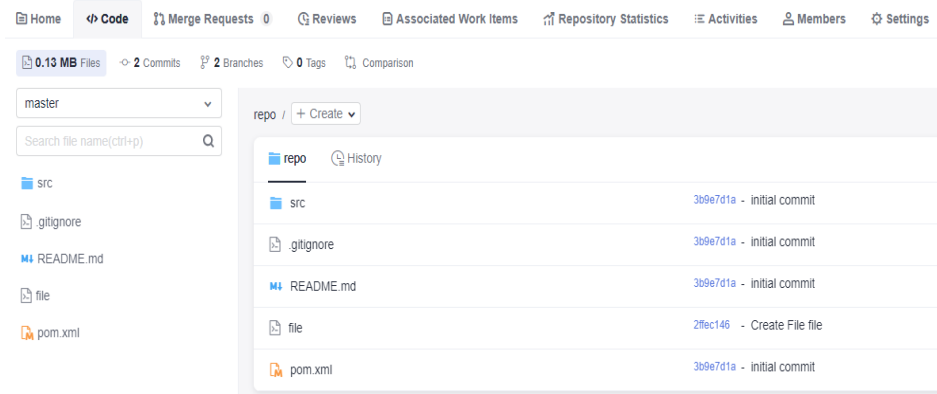 Home </> Code Merge Requests 0 Reviews Associated Work Items Repository Statistics Activities Members Settings
0.13 MB Files 2 Commits 2 Branches 0 Tags Comparison
master
repo / + Create
Search file name(ctrl+p)
repo History
src
.gitignore
README.md
file
pom.xml
src 3b9e7d1a - initial commit
.gitignore 3b9e7d1a - initial commit
README.md 3b9e7d1a - initial commit
file 2ffec146 - Create File file
pom.xml 3b9e7d1a - initial commit